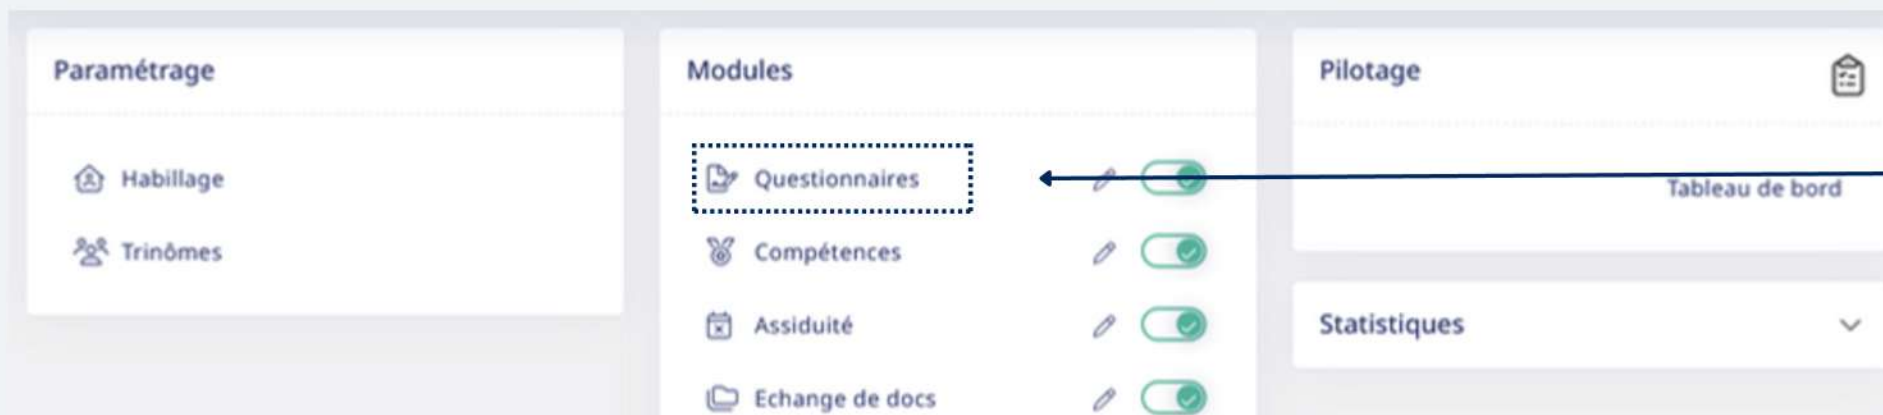 Paramétrage
Habillage
Trinômes
Modules
Questionnaires
Compétences
Assiduité
Echange de docs
Pilotage
Tableau de bord
Statistiques